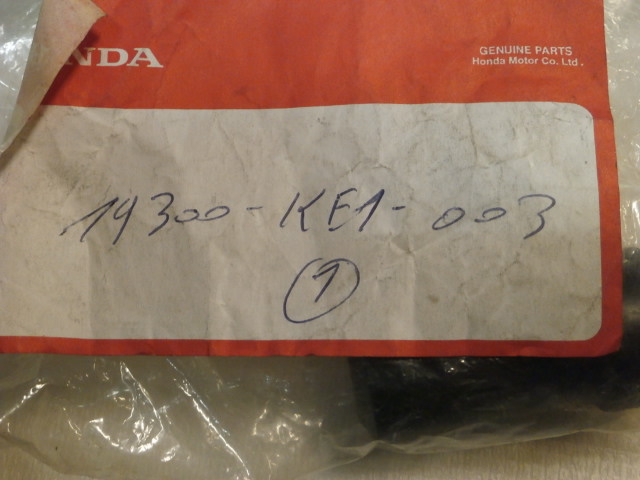 NDA
GENUINE PARTS
Honda Motor Co. Ltd.
19300-KE1-003
1